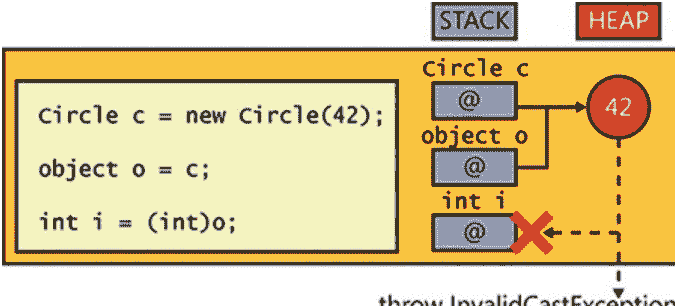 STACK
HEAP
Circle c = new Circle(42);
object o = c;
int i = (int)o;
Circle c
@
42
object o
@
int i
@
throw InvalidCastException